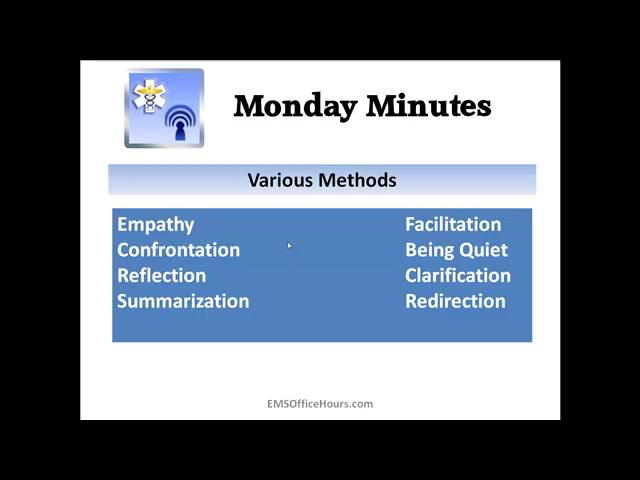 Monday Minutes
Various Methods
Empathy Facilitation
Confrontation Being Quiet
Reflection Clarification
Summarization Redirection
EMSOfficeHours.com